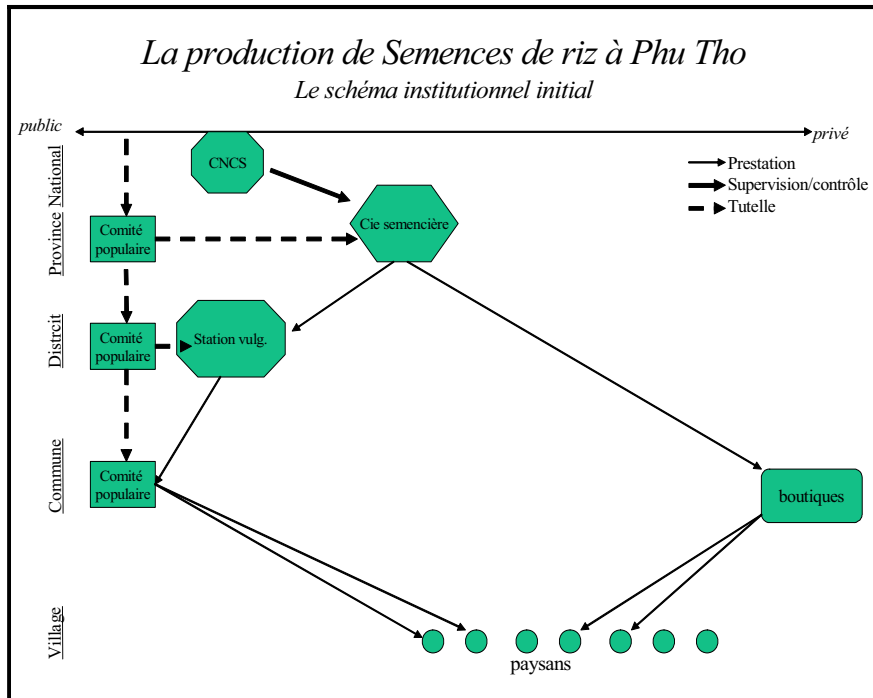 La production de Semences de riz à Phu Tho
Le schéma institutionnel initial
public
privé
National
CNCS
Prestation
Supervision/contrôle
Tutelle
Province
Comité
populaire
Cie semencière
Distrcit
Comité
populaire
Station vulg.
Commune
Comité
populaire
boutiques
Village
paysans